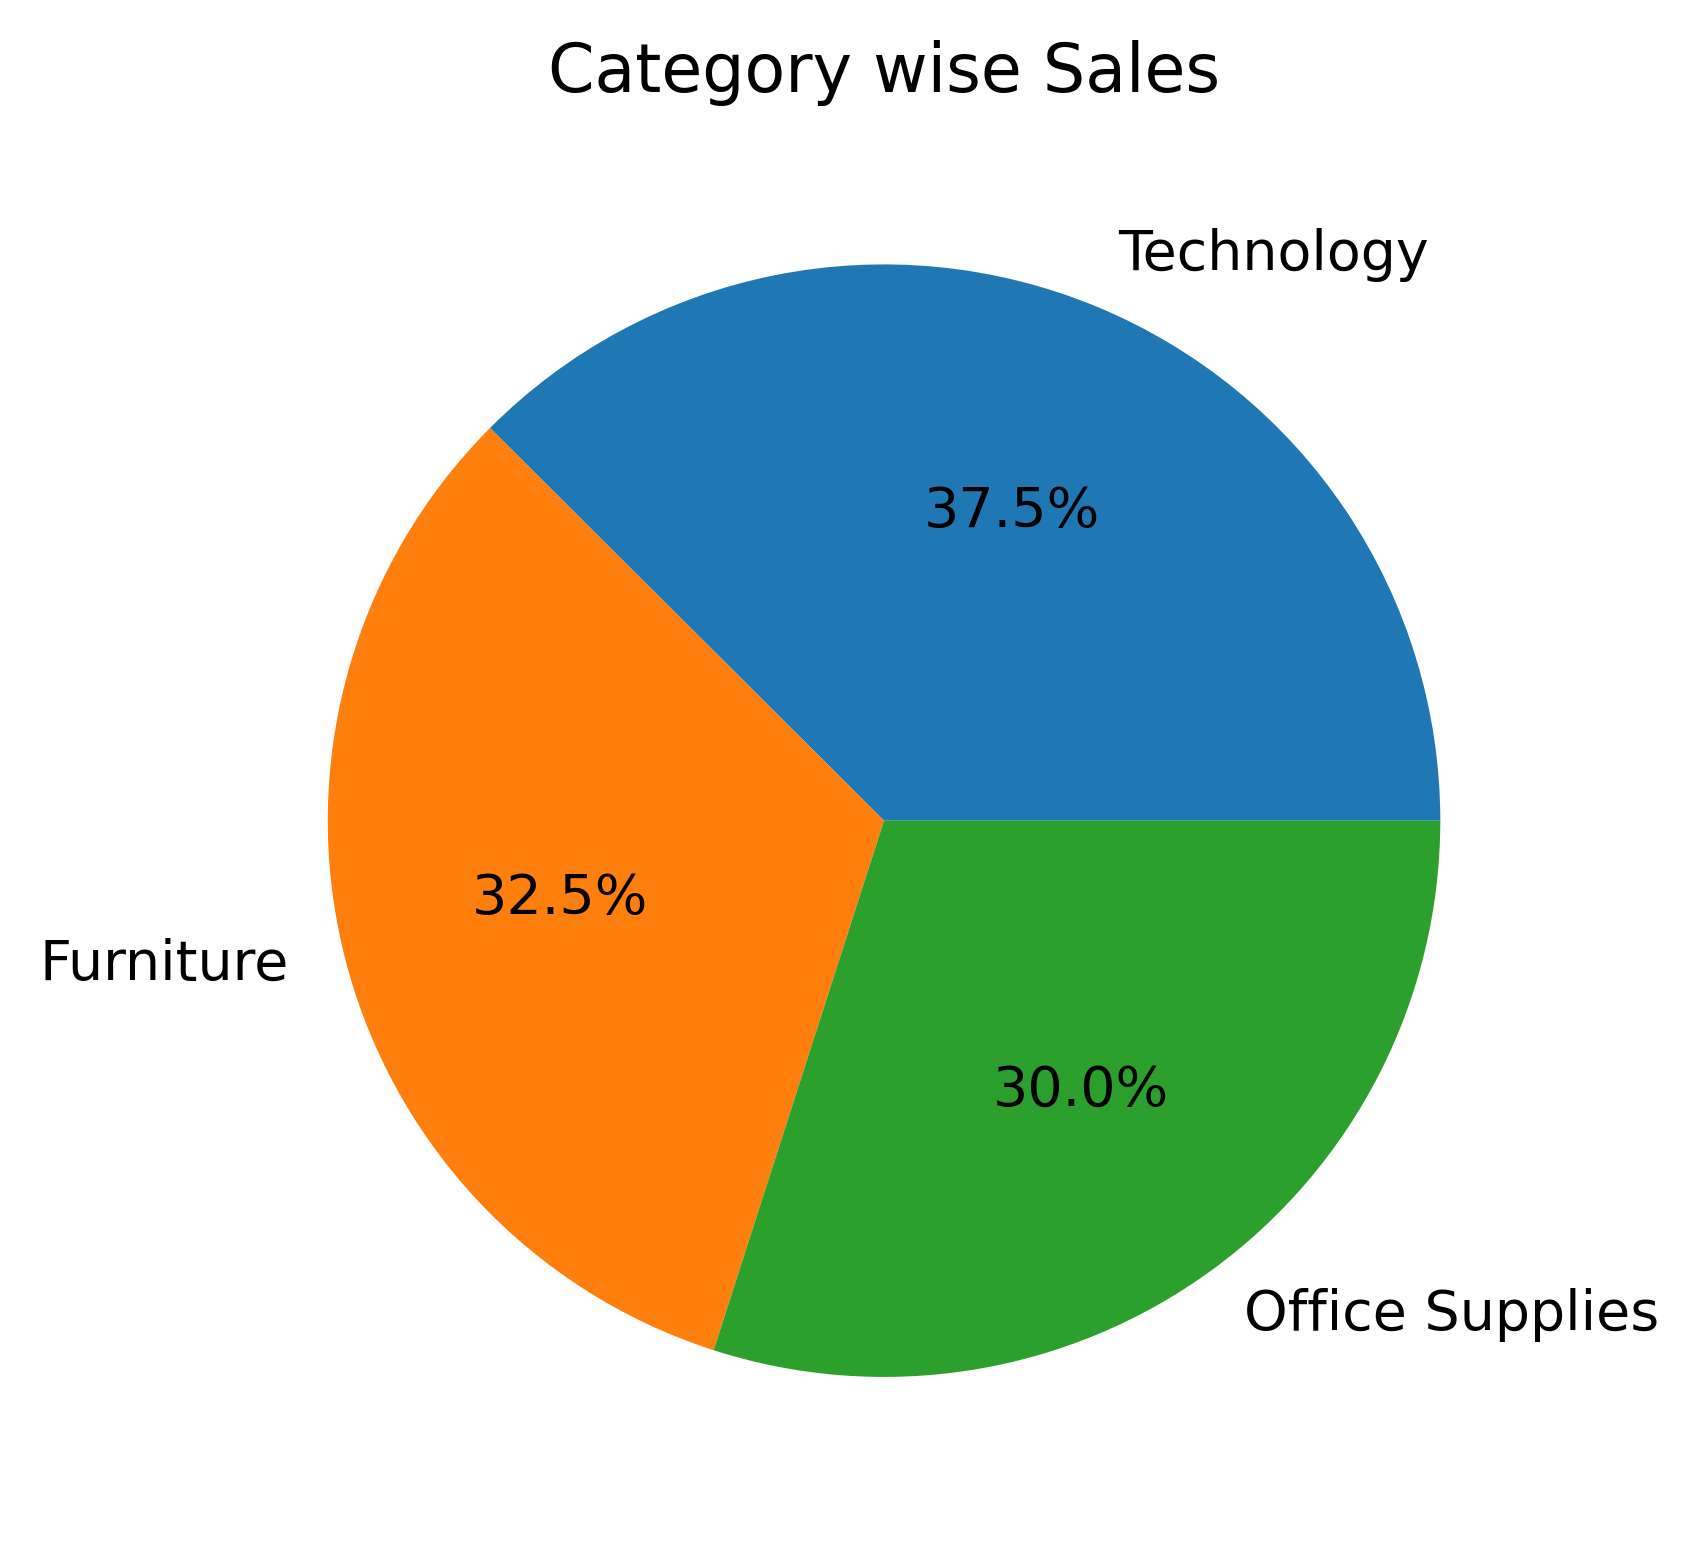 Category wise Sales
Technology
37.5%
32.5%
Furniture
30.0%
Office Supplies